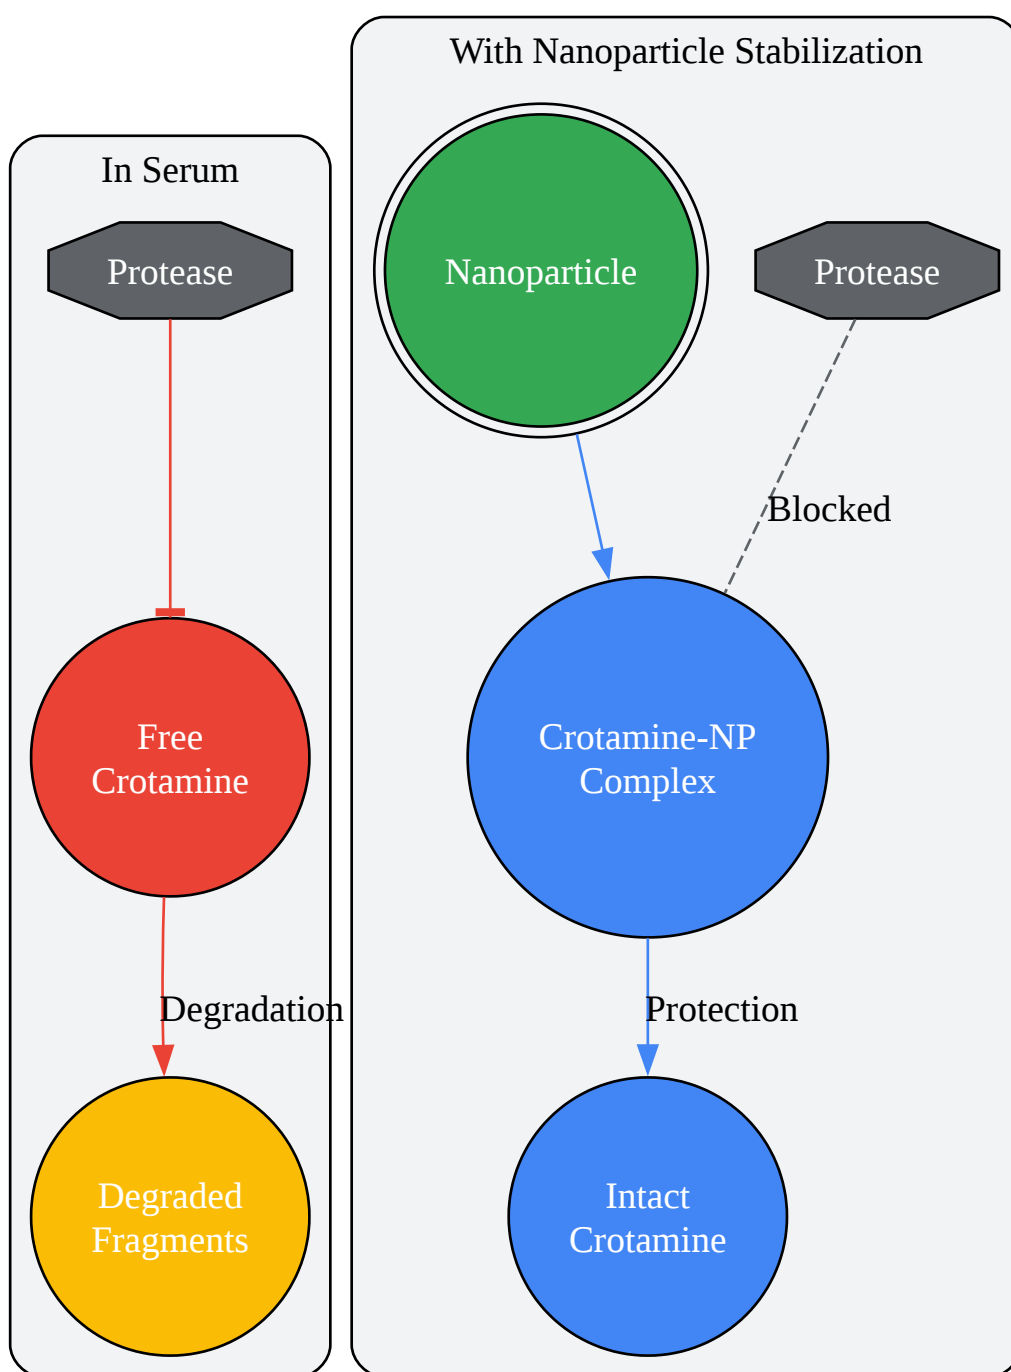 In Serum
Protease
Free
Crotamine
Degradation
Degraded
Fragments
With Nanoparticle Stabilization
Nanoparticle
Protease
Blocked
Crotamine-NP
Complex
Protection
Intact
Crotamine